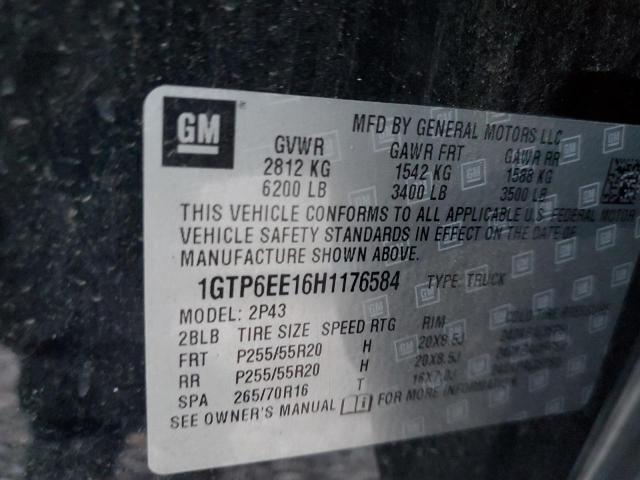 GM
MFD BY GENERAL MOTORS LLC
GVWR GAWR FRT GAWR RR
2812 KG 1542 KG 1588 KG
6200 LB 3400 LB 3500 LB
THIS VEHICLE CONFORMS TO ALL APPLICABLE U.S. FEDERAL MOTOR
VEHICLE SAFETY STANDARDS IN EFFECT ON THE DATE OF
MANUFACTURE SHOWN ABOVE.
1GTP6EE16H1176584 TYPE: TRUCK
MODEL: 2P43
2BLB TIRE SIZE SPEED RTG RIM COLD TIRE PRESSURE
FRT P255/55R20 H 20X8.5J
RR P255/55R20 H 20X8.5J
SPA 265/70R16 T 16X7.0J
SEE OWNER'S MANUAL FOR MORE INFORMATION